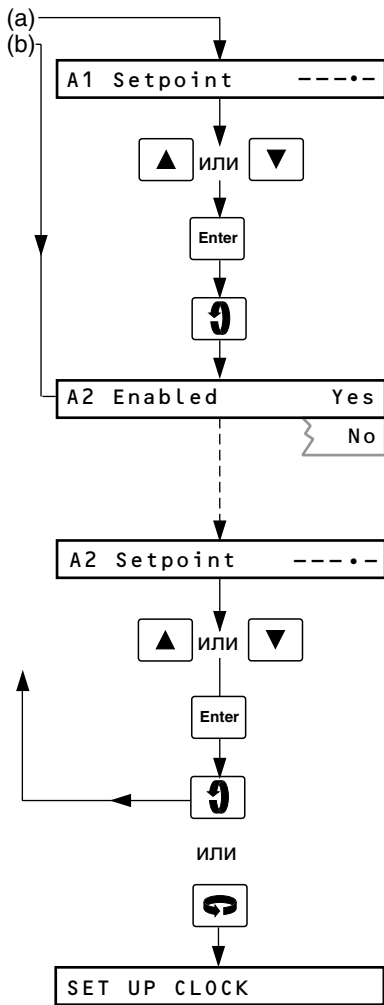 (a)
(b)
A1 Setpoint ---•-
▲ или ▼
Enter
A2 Enabled Yes
No
A2 Setpoint ---•-
▲ или ▼
Enter
или
SET UP CLOCK